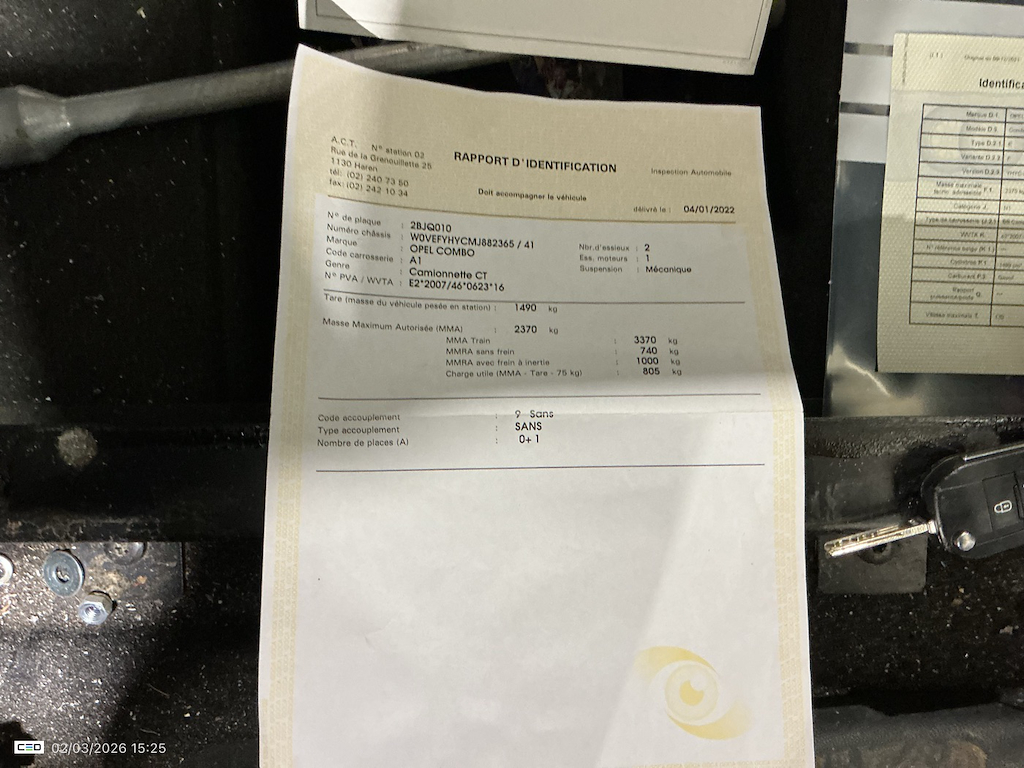 A.C.T. N° station 02
Rue de la Grenouillette 25
1130 Haren
tél: (02) 240 73 50
fax: (02) 242 10 34
RAPPORT D'IDENTIFICATION
Inspection Automobile
Doit accompagner le véhicule
délivré le : 04/01/2022
N° de plaque : 2BJQ010
Numéro châssis : W0VEFYHYCMJ882365 / 41
Marque : OPEL COMBO
Code carrosserie : A1
Genre : Camionnette CT
N° PVA / WVTA : E2*2007/46*0623*16
Nbr.d'essieux : 2
Ess. moteurs : 1
Suspension : Mécanique
Tare (masse du véhicule pesée en station) : 1490 kg
Masse Maximum Autorisée (MMA) : 2370 kg
MMA Train : 3370 kg
MMRA sans frein : 740 kg
MMRA avec frein à inertie : 1000 kg
Charge utile (MMA - Tare - 75 kg) : 805 kg
Code accouplement : 9 Sans
Type accouplement : SANS
Nombre de places (A) : 0+ 1
Identifica
Marque D.1.
Modèle D.3.
Type D.2.1.
Variante D.2.2.
Version D.2.3.
Catégorie J.
WVTA K.
Carburant P.3.
CEO 02/03/2026 15:25